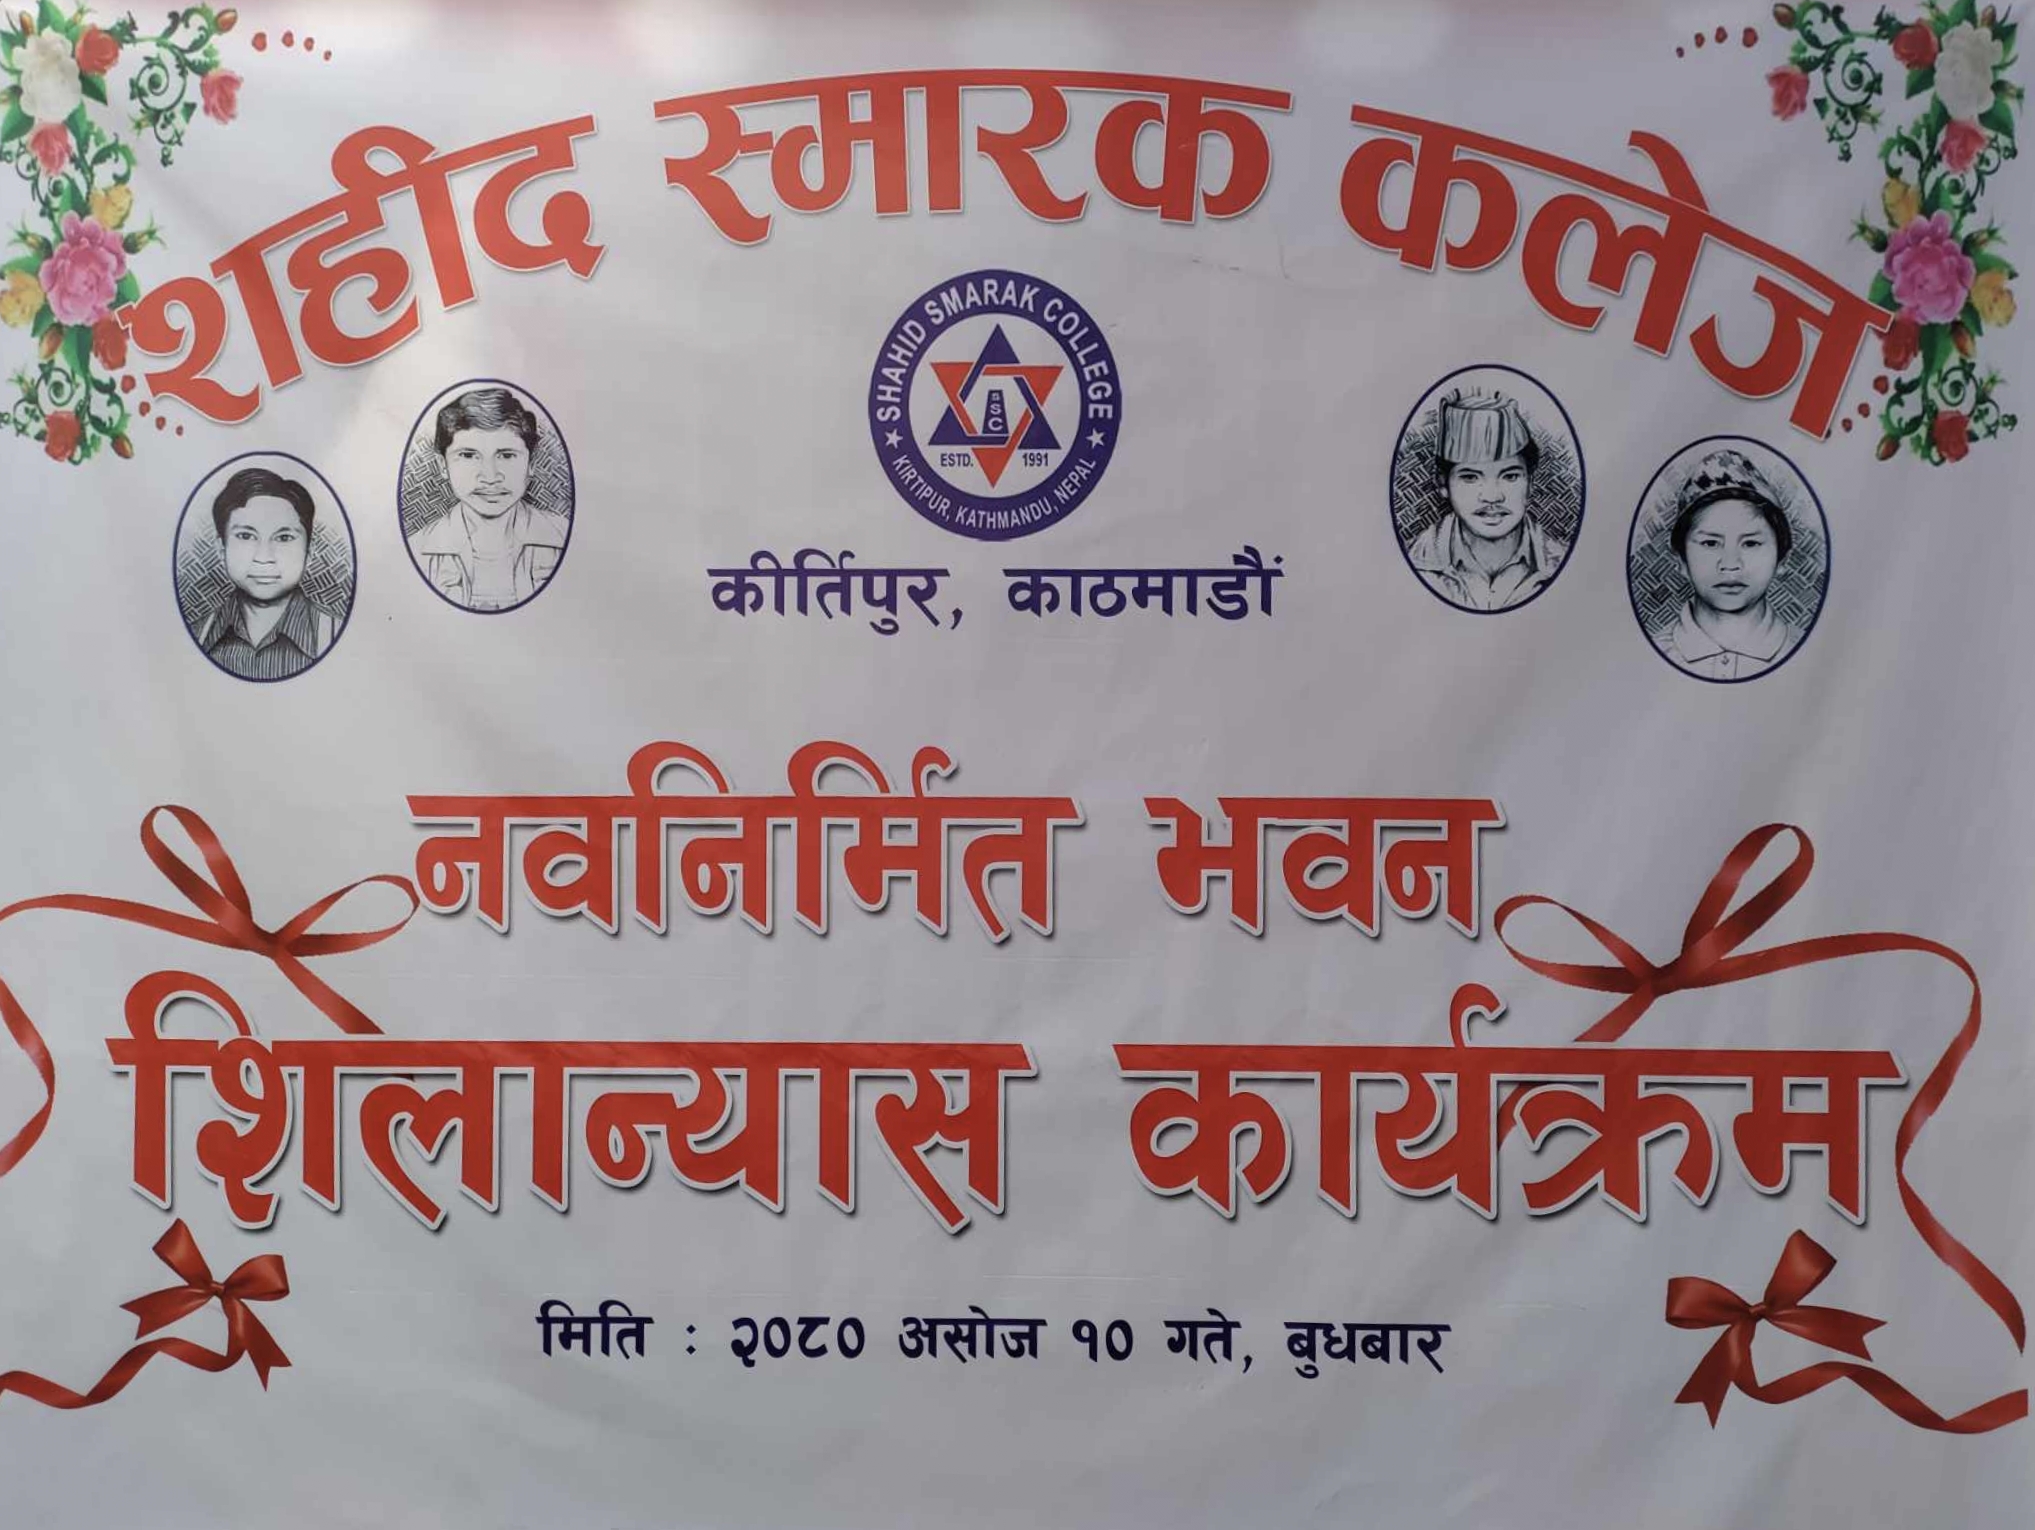 शहीद स्मारक कलेज
SHAHID SMARAK COLLEGE
SSC
ESTD. 1991
KIRTIPUR, KATHMANDU, NEPAL
कीर्तिपुर, काठमाडौं
नवनिर्मित भवन
शिलान्यास कार्यक्रम
मिति : २०८० असोज १० गते, बुधबार